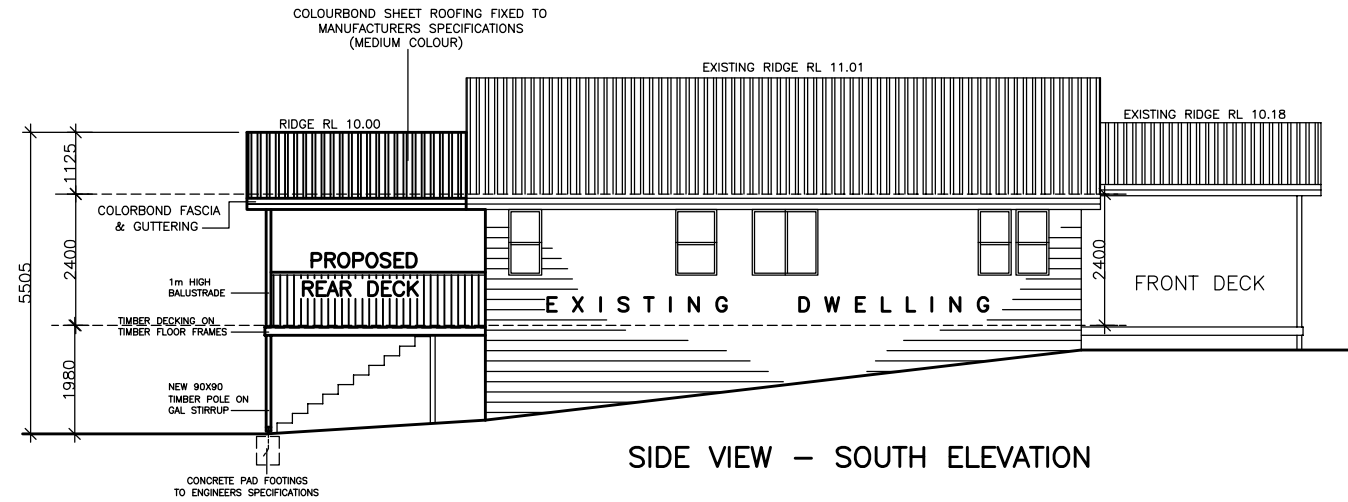 COLOURBOND SHEET ROOFING FIXED TO
MANUFACTURERS SPECIFICATIONS
(MEDIUM COLOUR)
EXISTING RIDGE RL 11.01
RIDGE RL 10.00
EXISTING RIDGE RL 10.18
1125
COLORBOND FASCIA
& GUTTERING
2400
5505
PROPOSED
REAR DECK
1m HIGH
BALUSTRADE
2400
FRONT DECK
EXISTING DWELLING
TIMBER DECKING ON
TIMBER FLOOR FRAMES
1980
NEW 90X90
TIMBER POLE ON
GAL STIRRUP
SIDE VIEW – SOUTH ELEVATION
CONCRETE PAD FOOTINGS
TO ENGINEERS SPECIFICATIONS